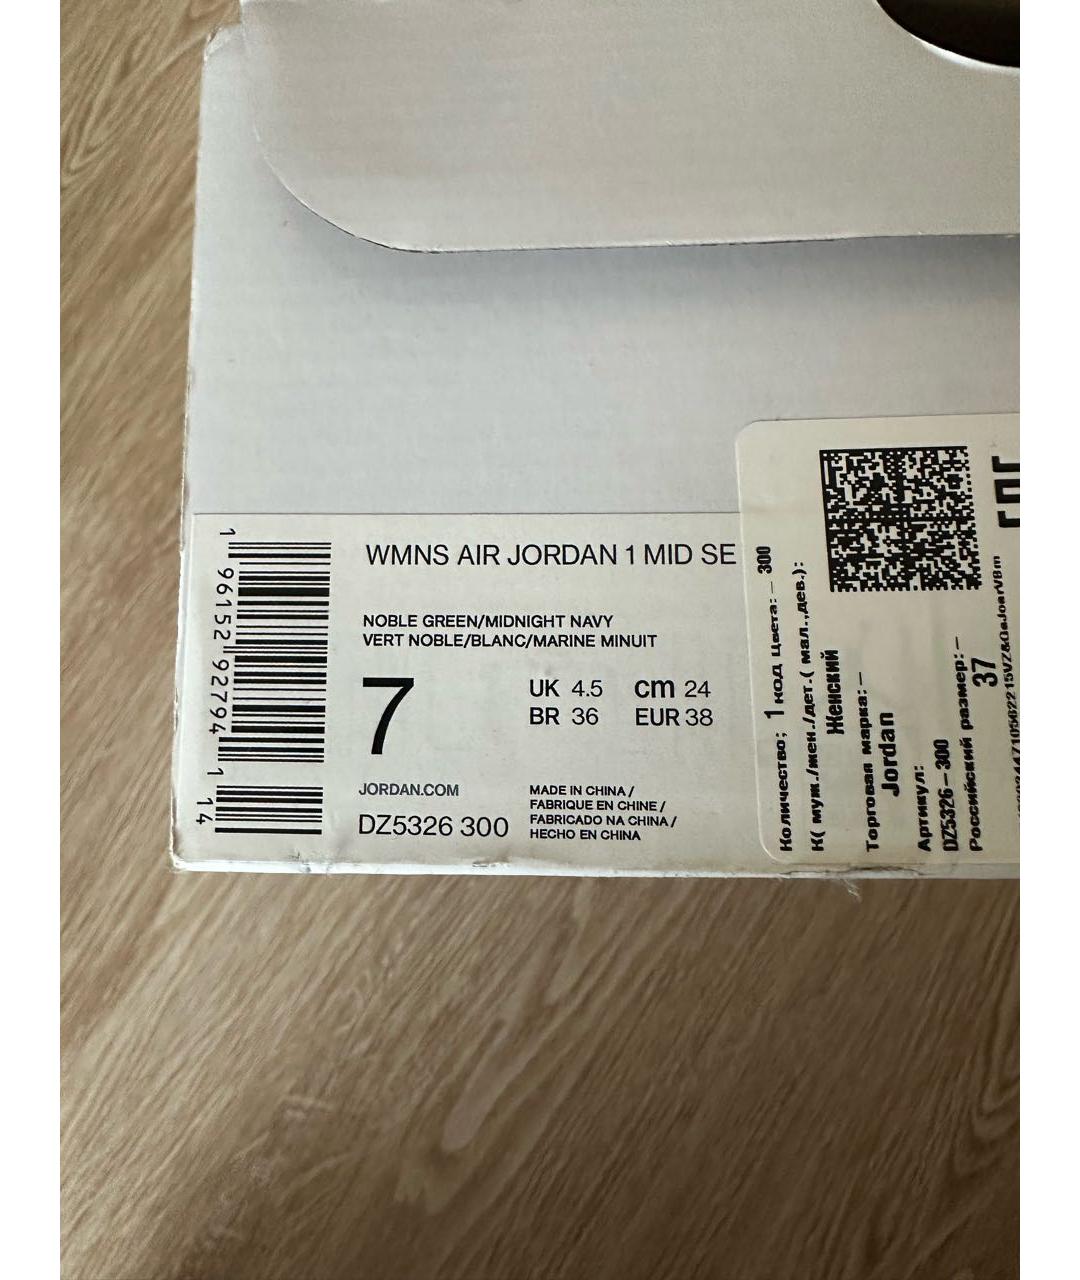 WMNS AIR JORDAN 1 MID SE
NOBLE GREEN/MIDNIGHT NAVY
VERT NOBLE/BLANC/MARINE MINUIT
7
UK 4.5 cm 24
BR 36 EUR 38
JORDAN.COM
DZ5326 300
MADE IN CHINA /
FABRIQUE EN CHINE /
FABRICADO NA CHINA /
HECHO EN CHINA
1 96152 92794 1 14
Количество; 1 код Цвета: – 300
К( муж./жен./дет.( мал.,дев.):
Женский
Торговая марка: –
Jordan
Артикул:
DZ5326-300
Российский размер: –
37